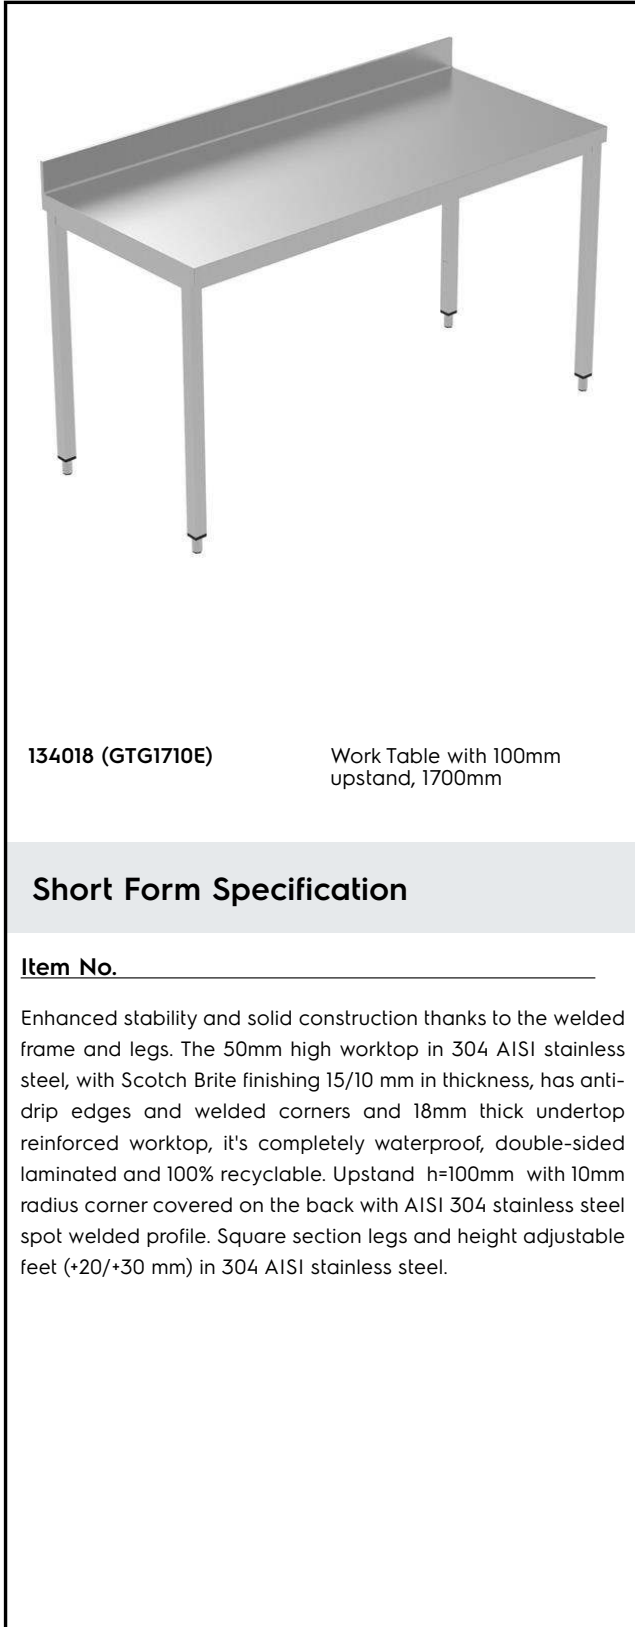 134018 (GTG1710E)
Work Table with 100mm
upstand, 1700mm
Short Form Specification
Item No.
Enhanced stability and solid construction thanks to the welded
frame and legs. The 50mm high worktop in 304 AISI stainless
steel, with Scotch Brite finishing 15/10 mm in thickness, has anti-
drip edges and welded corners and 18mm thick undertop
reinforced worktop, it's completely waterproof, double-sided
laminated and 100% recyclable. Upstand h=100mm with 10mm
radius corner covered on the back with AISI 304 stainless steel
spot welded profile. Square section legs and height adjustable
feet (+20/+30 mm) in 304 AISI stainless steel.